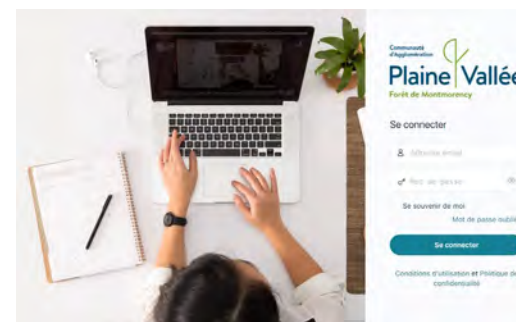 Communauté
d'Agglomération
Plaine Vallée
Forêt de Montmorency
Se connecter
Adresse email
Mot de passe
Se souvenir de moi
Mot de passe oublié
Se connecter
Conditions d'utilisation et Politique de
confidentialité